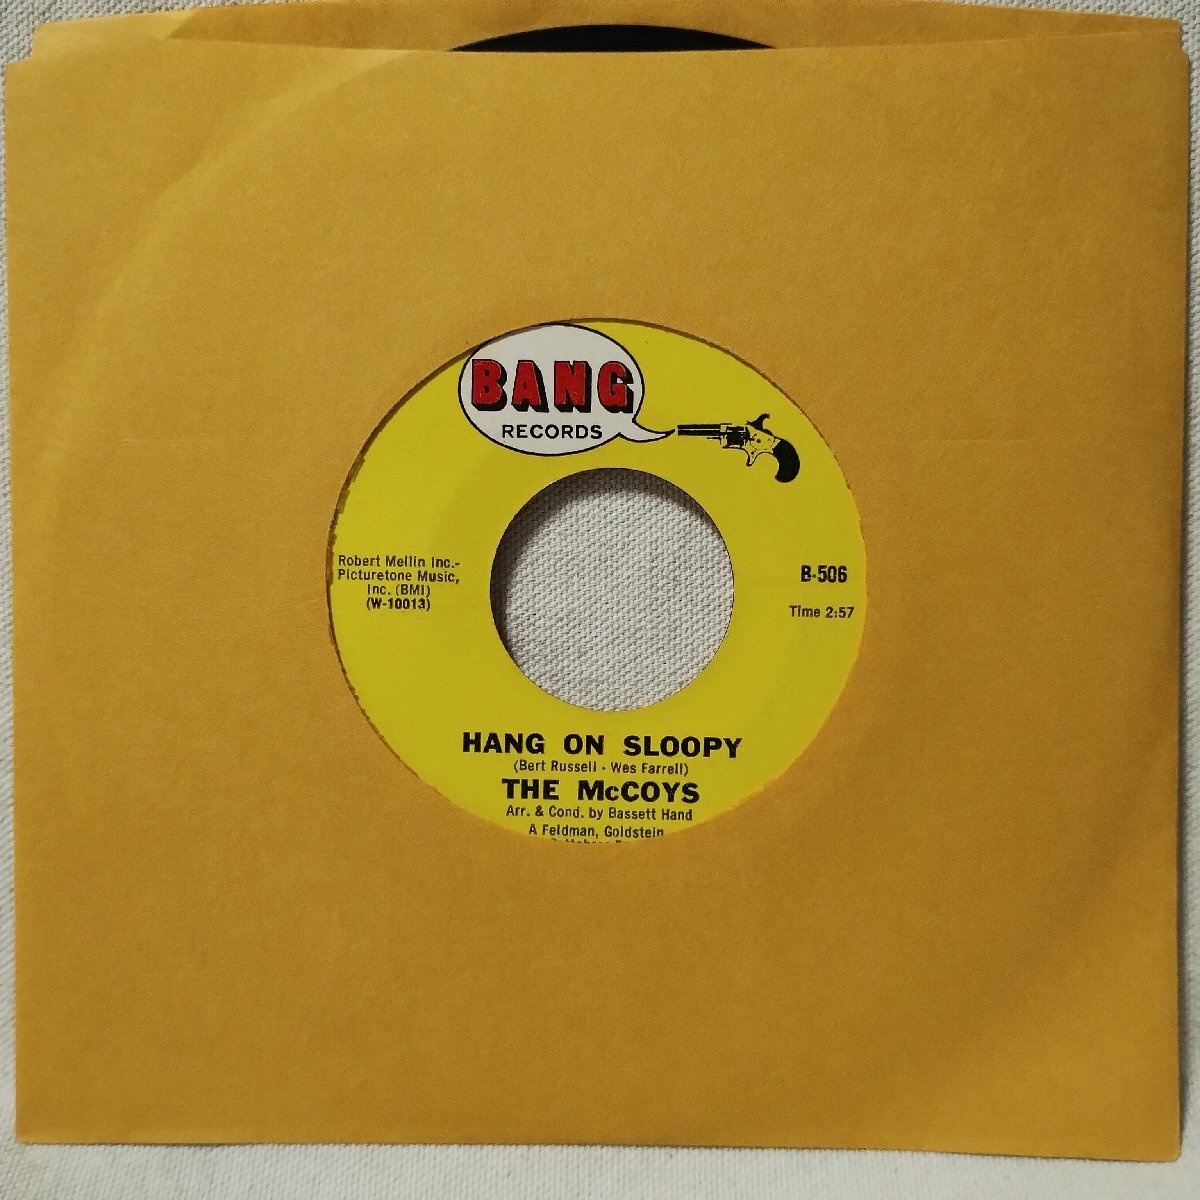 BANG
RECORDS
Robert Mellin Inc.-
Picturetone Music,
Inc. (BMI)
(W-10013)
B-506
Time 2:57
HANG ON SLOOPY
(Bert Russell - Wes Farrell)
THE McCOYS
Arr. & Cond. by Bassett Hand
A Feldman, Goldstein